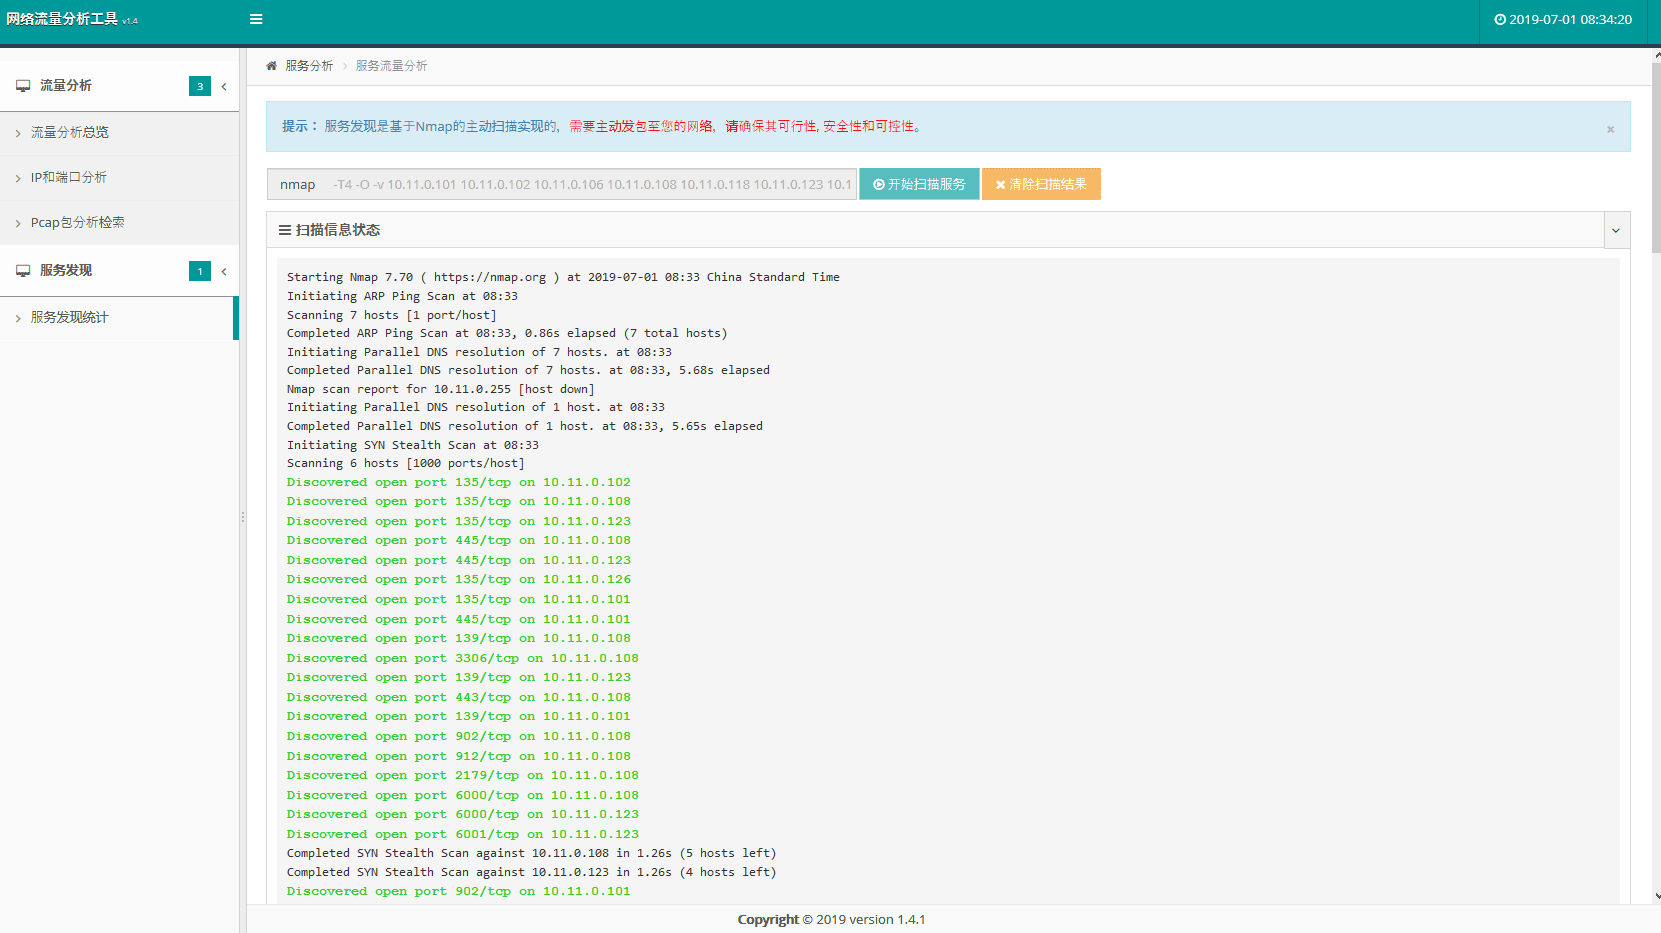 网络流量分析工具 v1.4
2019-07-01 08:34:20
流量分析 3
流量分析总览
IP和端口分析
Pcap包分析检索
服务发现 1
服务发现统计
服务分析 服务流量分析
提示： 服务发现是基于Nmap的主动扫描实现的，需要主动发包至您的网络，请确保其可行性, 安全性和可控性。
×
nmap -T4 -O -v 10.11.0.101 10.11.0.102 10.11.0.106 10.11.0.108 10.11.0.118 10.11.0.123 10.1
开始扫描服务 清除扫描结果
扫描信息状态
Starting Nmap 7.70 ( https://nmap.org ) at 2019-07-01 08:33 China Standard Time
Initiating ARP Ping Scan at 08:33
Scanning 7 hosts [1 port/host]
Completed ARP Ping Scan at 08:33, 0.86s elapsed (7 total hosts)
Initiating Parallel DNS resolution of 7 hosts. at 08:33
Completed Parallel DNS resolution of 7 hosts. at 08:33, 5.68s elapsed
Nmap scan report for 10.11.0.255 [host down]
Initiating Parallel DNS resolution of 1 host. at 08:33
Completed Parallel DNS resolution of 1 host. at 08:33, 5.65s elapsed
Initiating SYN Stealth Scan at 08:33
Scanning 6 hosts [1000 ports/host]
Discovered open port 135/tcp on 10.11.0.102
Discovered open port 135/tcp on 10.11.0.108
Discovered open port 135/tcp on 10.11.0.123
Discovered open port 445/tcp on 10.11.0.108
Discovered open port 445/tcp on 10.11.0.123
Discovered open port 135/tcp on 10.11.0.126
Discovered open port 135/tcp on 10.11.0.101
Discovered open port 445/tcp on 10.11.0.101
Discovered open port 139/tcp on 10.11.0.108
Discovered open port 3306/tcp on 10.11.0.108
Discovered open port 139/tcp on 10.11.0.123
Discovered open port 443/tcp on 10.11.0.108
Discovered open port 139/tcp on 10.11.0.101
Discovered open port 902/tcp on 10.11.0.108
Discovered open port 912/tcp on 10.11.0.108
Discovered open port 2179/tcp on 10.11.0.108
Discovered open port 6000/tcp on 10.11.0.108
Discovered open port 6000/tcp on 10.11.0.123
Discovered open port 6001/tcp on 10.11.0.123
Completed SYN Stealth Scan against 10.11.0.108 in 1.26s (5 hosts left)
Completed SYN Stealth Scan against 10.11.0.123 in 1.26s (4 hosts left)
Discovered open port 902/tcp on 10.11.0.101
Copyright © 2019 version 1.4.1